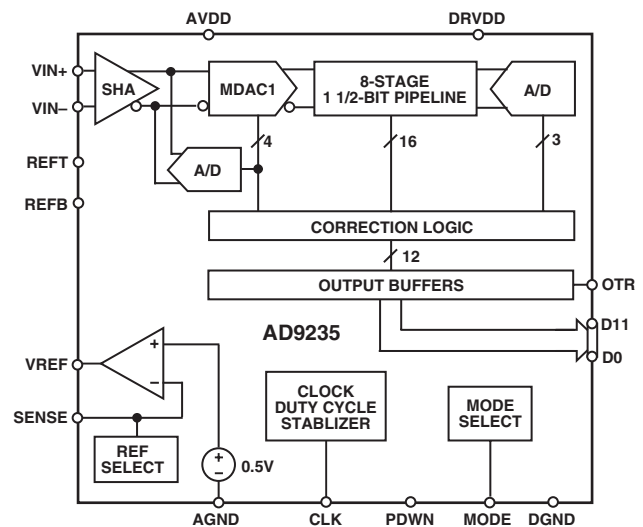 AVDD DRVDD
VIN+
VIN–
SHA
MDAC1
8-STAGE
1 1/2-BIT PIPELINE
A/D
REFT
A/D
4
16
3
REFB
CORRECTION LOGIC
12
OUTPUT BUFFERS
OTR
AD9235
D11
D0
VREF
+
–
SENSE
REF
SELECT
+
–
0.5V
CLOCK
DUTY CYCLE
STABLIZER
MODE
SELECT
AGND CLK PDWN MODE DGND